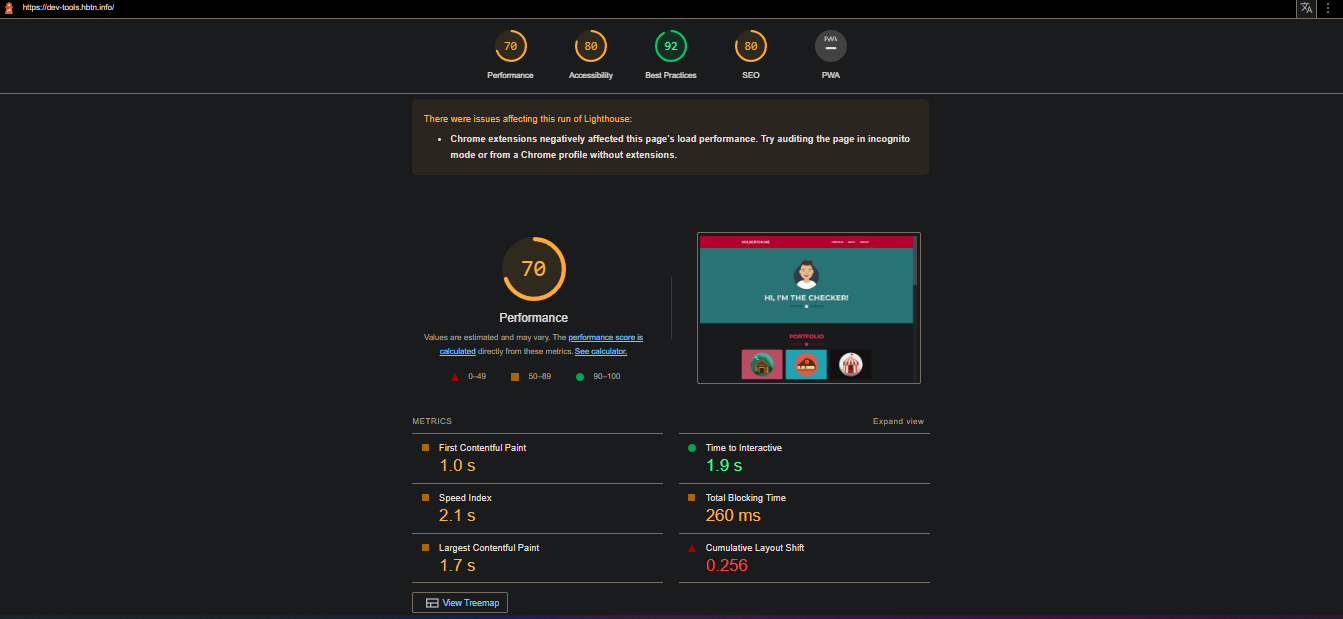 https://dev-tools.hbtn.info/
70 80 92 80 PWA
Performance Accessibility Best Practices SEO PWA
There were issues affecting this run of Lighthouse:
• Chrome extensions negatively affected this page's load performance. Try auditing the page in incognito
mode or from a Chrome profile without extensions.
70
Performance
Values are estimated and may vary. The performance score is
calculated directly from these metrics. See calculator.
0–49 50–89 90–100
HOLBERTON ME PORTFOLIO ABOUT CONTACT
HI, I'M THE CHECKER!
PORTFOLIO
METRICS Expand view
First Contentful Paint
1.0 s
Time to Interactive
1.9 s
Speed Index
2.1 s
Total Blocking Time
260 ms
Largest Contentful Paint
1.7 s
Cumulative Layout Shift
0.256
View Treemap